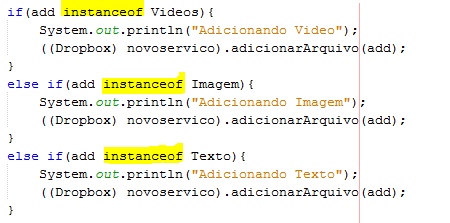 if(add instanceof Videos){
System.out.println("Adicionando Video");
((Dropbox) novoservico).adicionarArquivo(add);
}
else if(add instanceof Imagem){
System.out.println("Adicionando Imagem");
((Dropbox) novoservico).adicionarArquivo(add);
}
else if(add instanceof Texto){
System.out.println("Adicionando Texto");
((Dropbox) novoservico).adicionarArquivo(add);
}